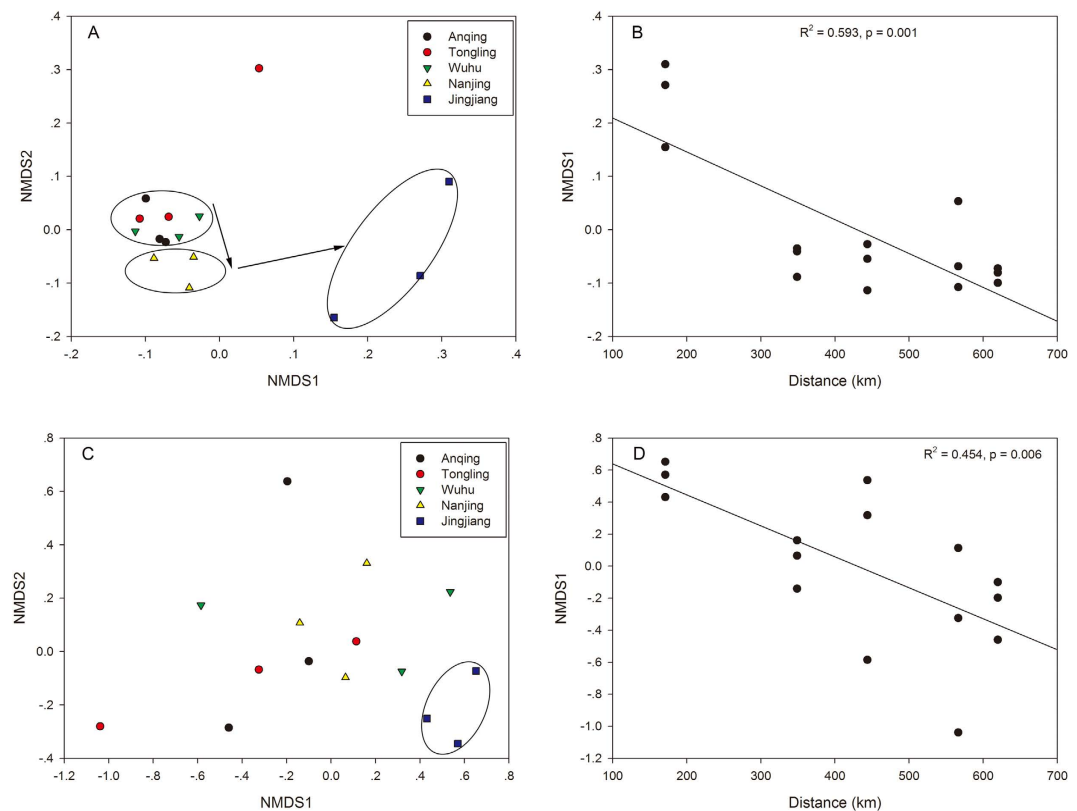 A
Anqing
Tongling
Wuhu
Nanjing
Jingjiang
.4
.3
.2
.1
0.0
-.1
-.2
NMDS2
-.2 -.1 0.0 .1 .2 .3 .4
NMDS1
B
R² = 0.593, p = 0.001
.4
.3
.2
.1
0.0
-.1
-.2
NMDS1
100 200 300 400 500 600 700
Distance (km)
C
Anqing
Tongling
Wuhu
Nanjing
Jingjiang
.8
.6
.4
.2
0.0
-.2
-.4
NMDS2
-1.2 -1.0 -.8 -.6 -.4 -.2 0.0 .2 .4 .6 .8
NMDS1
D
R² = 0.454, p = 0.006
.8
.6
.4
.2
0.0
-.2
-.4
-.6
-.8
-1.0
-1.2
NMDS1
100 200 300 400 500 600 700
Distance (km)